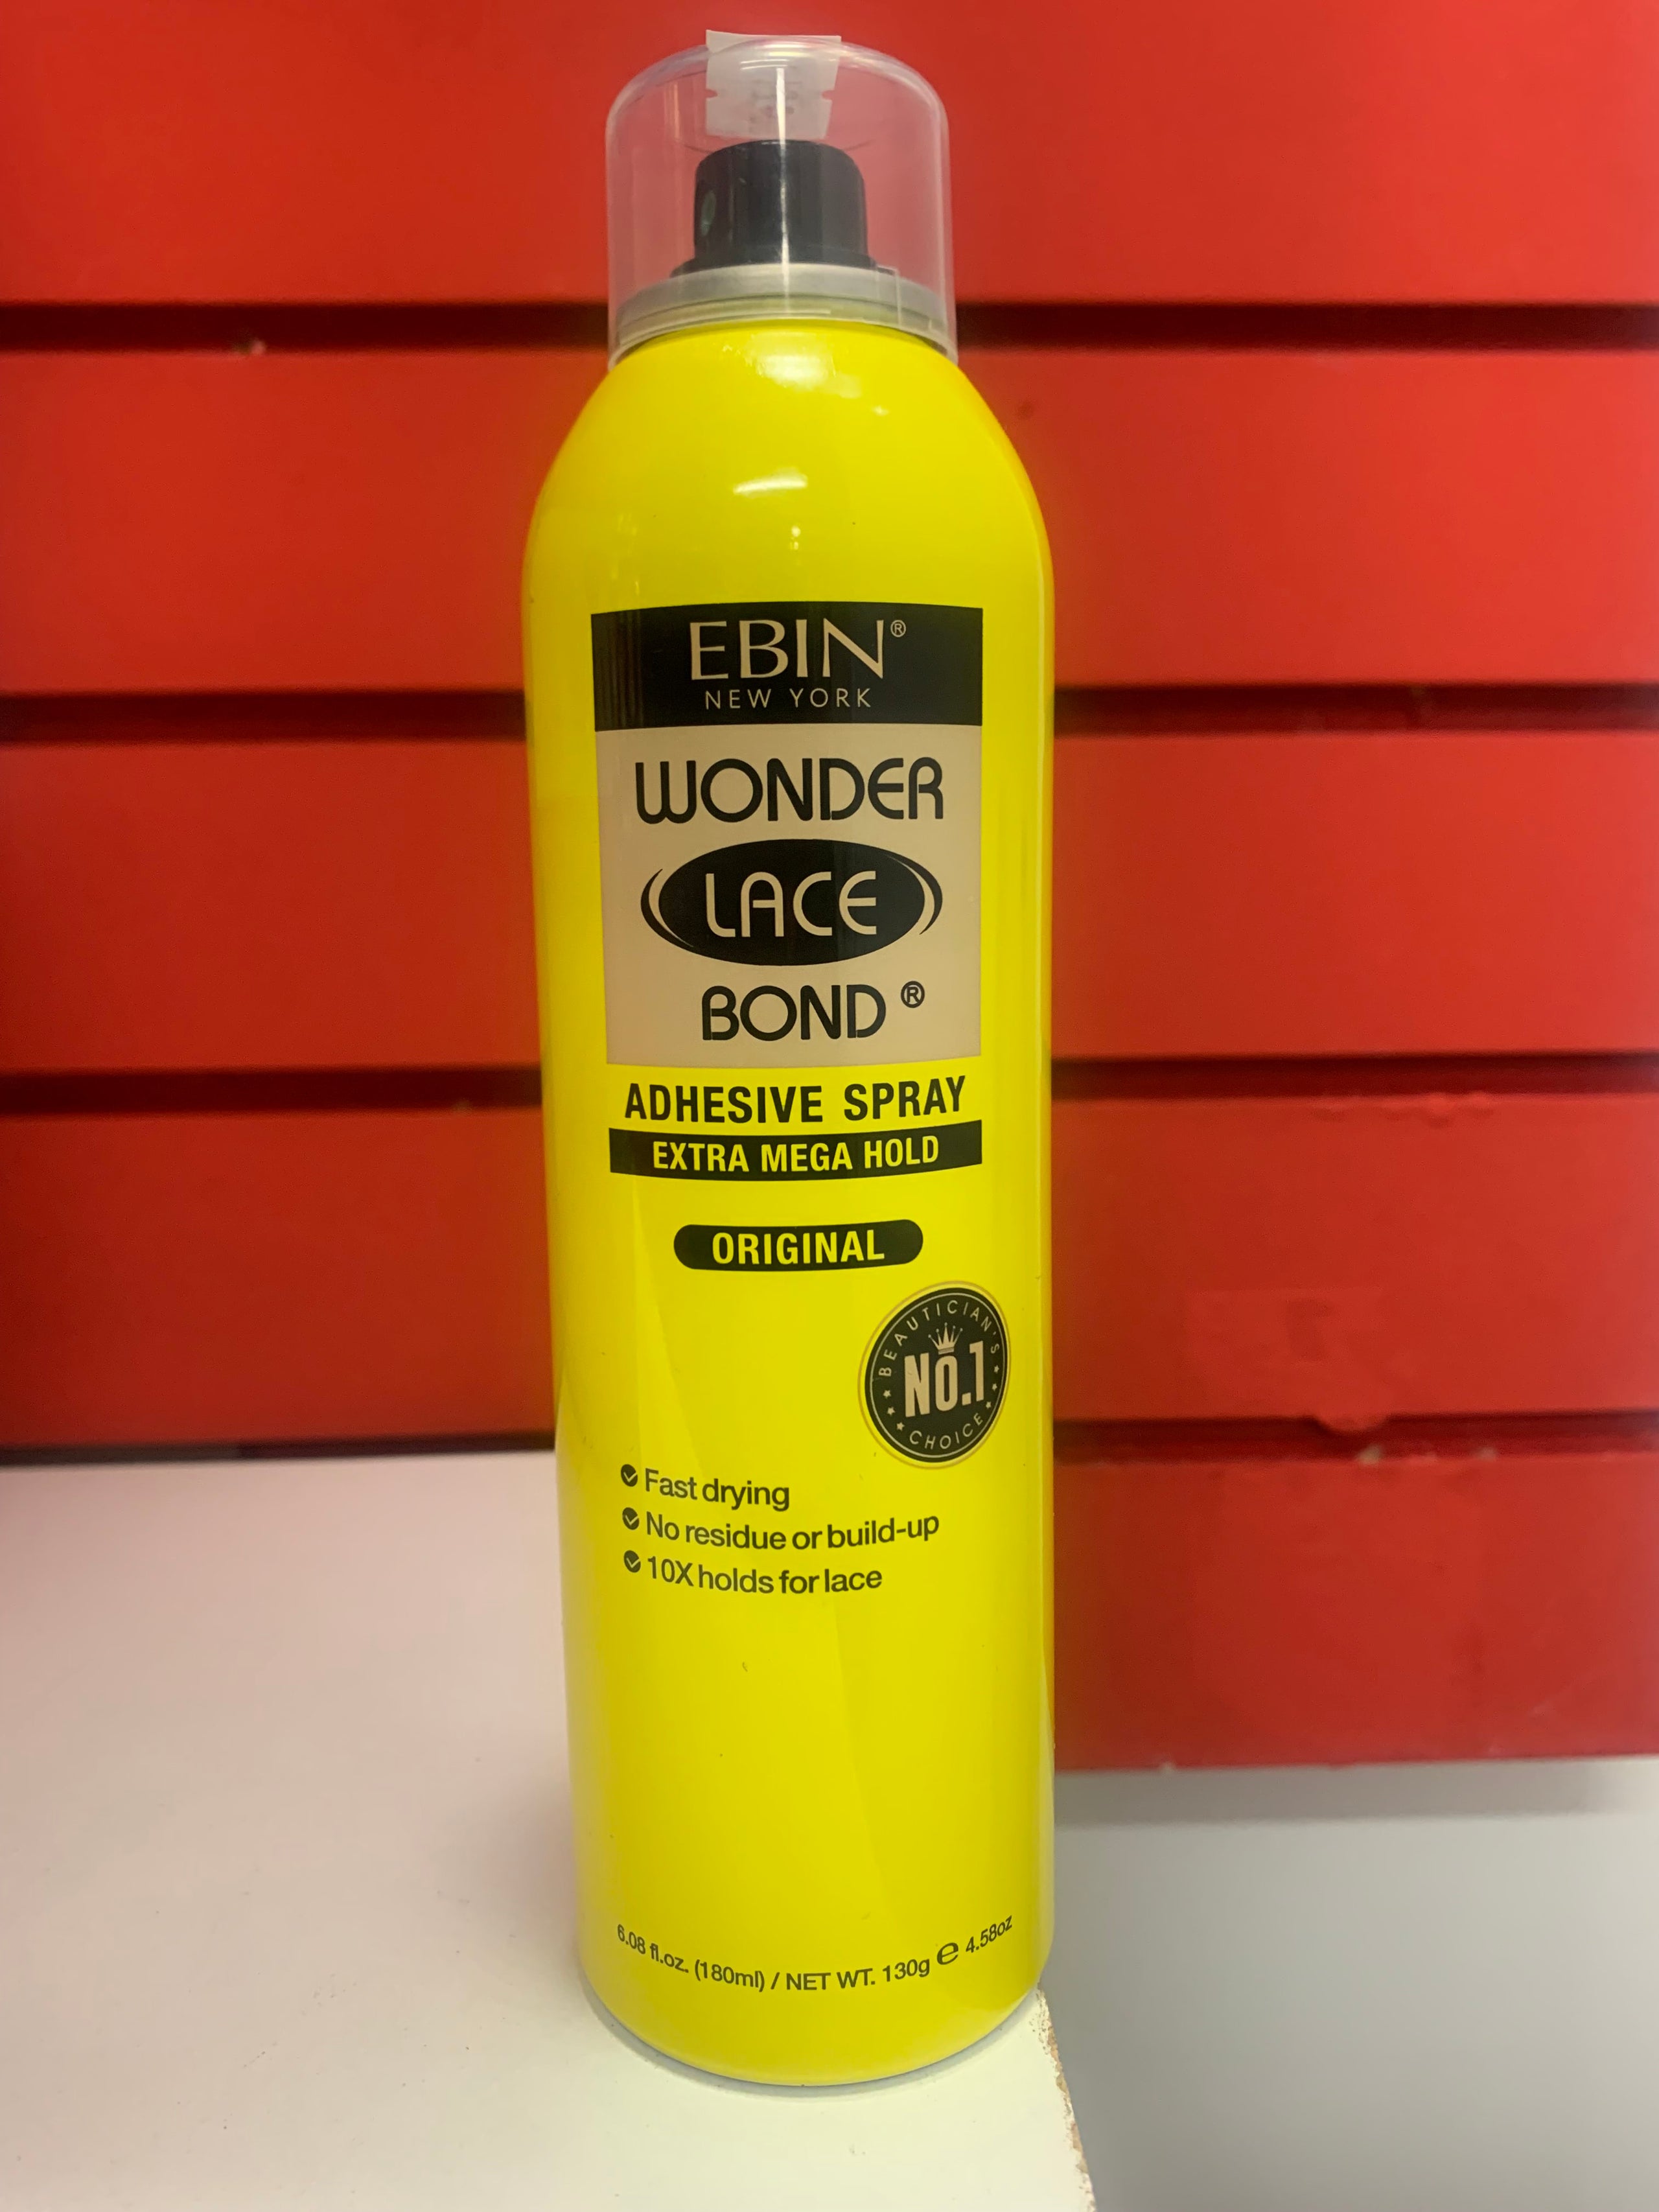 EBIN®
NEW YORK
WONDER
LACE
BOND®
ADHESIVE SPRAY
EXTRA MEGA HOLD
ORIGINAL
BEAUTICIAN'S
NO.1
CHOICE
Fast drying
No residue or build-up
10X holds for lace
6.08 fl.oz. (180ml) / NET WT. 130g ℮ 4.58oz